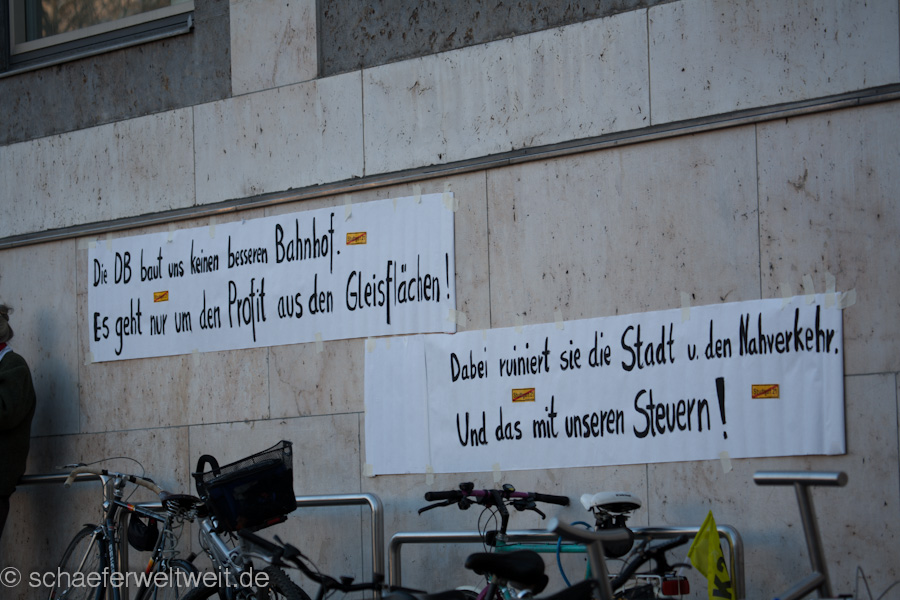 Die DB baut uns keinen besseren Bahnhof.
Es geht nur um den Profit aus den Gleisflächen!
Dabei ruiniert sie die Stadt u. den Nahverkehr.
Und das mit unseren Steuern!
© schaeferweltweit.de